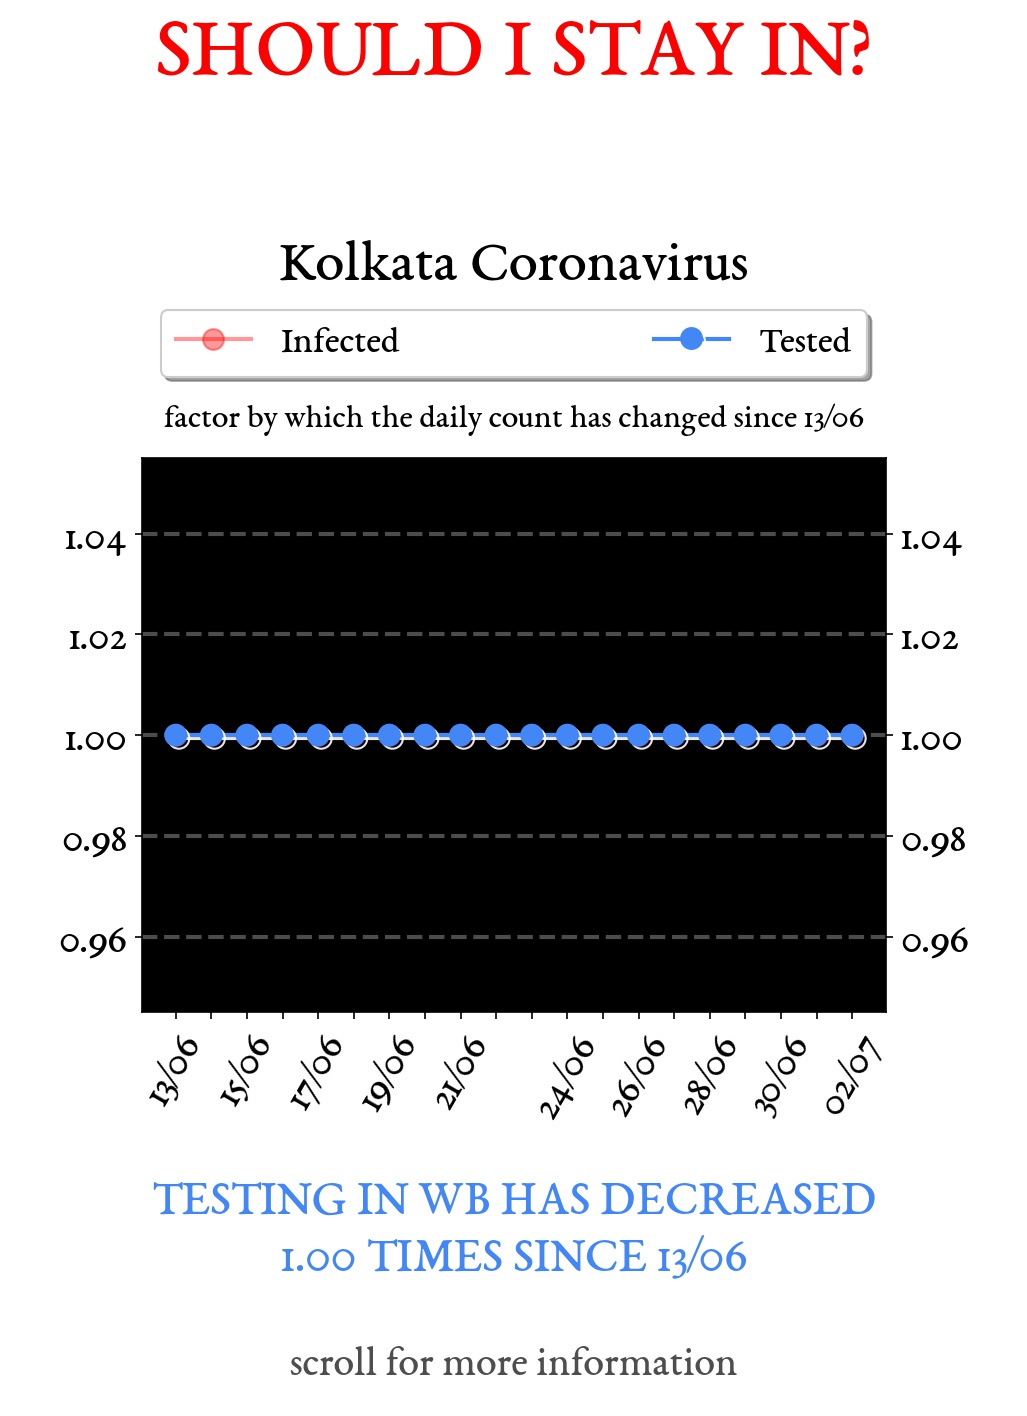 SHOULD I STAY IN?
Kolkata Coronavirus
Infected Tested
factor by which the daily count has changed since 13/06
1.04 1.04
1.02 1.02
1.00 1.00
0.98 0.98
0.96 0.96
13/06 15/06 17/06 19/06 21/06 24/06 26/06 28/06 30/06 02/07
TESTING IN WB HAS DECREASED
1.00 TIMES SINCE 13/06
scroll for more information